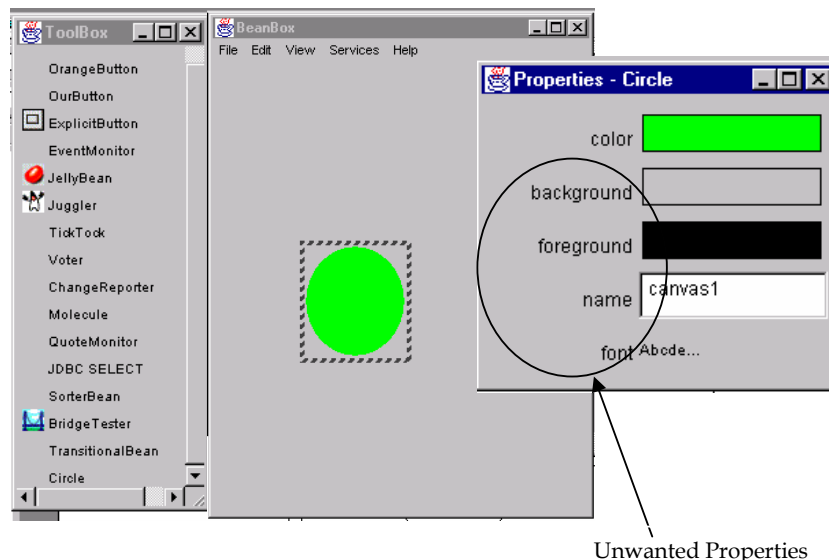 ToolBox
OrangeButton
OurButton
ExplicitButton
EventMonitor
JellyBean
Juggler
TickTock
Voter
ChangeReporter
Molecule
QuoteMonitor
JDBC SELECT
SorterBean
BridgeTester
TransitionalBean
Circle
BeanBox
File Edit View Services Help
Properties - Circle
color
background
foreground
name canvas1
font Abcde...
Unwanted Properties